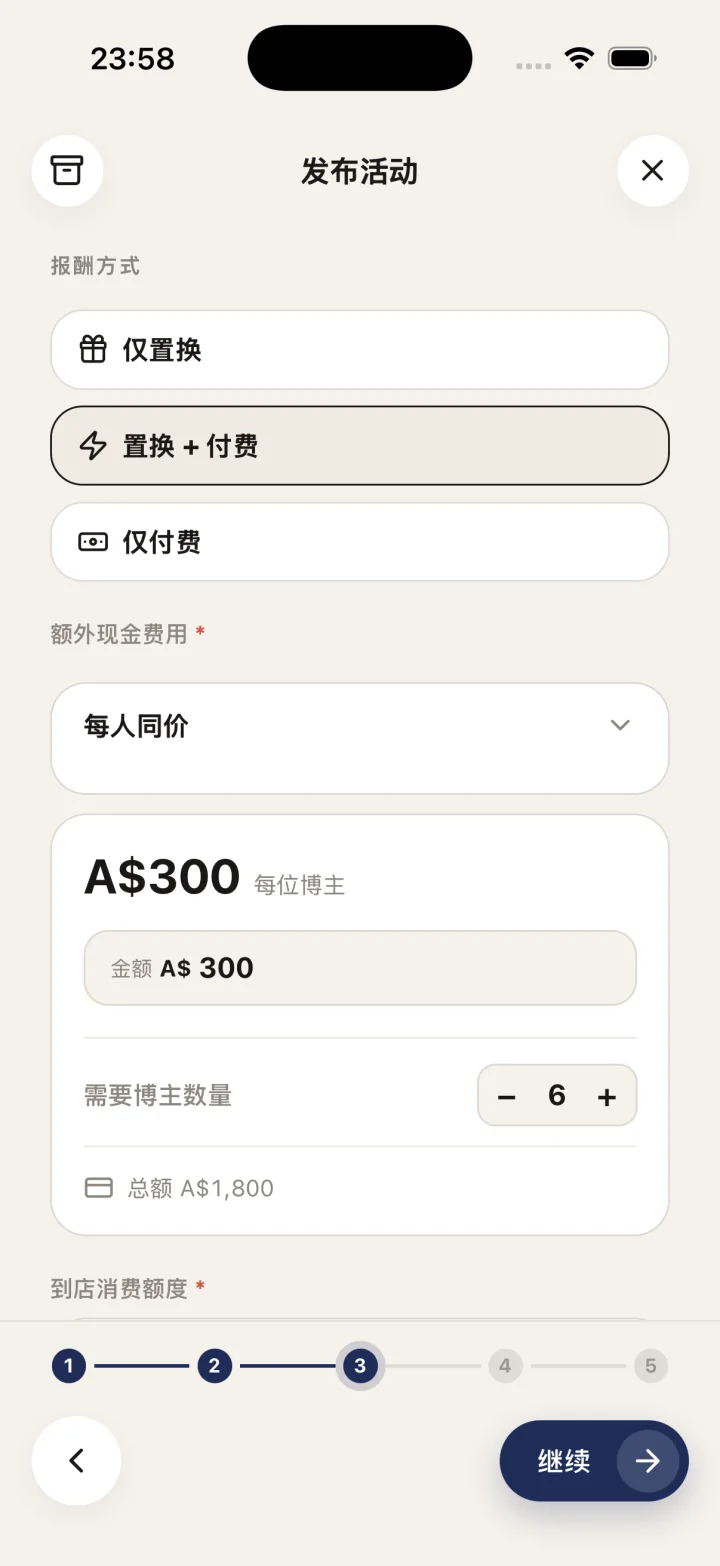 23:58
发布活动
报酬方式
仅置换
置换 + 付费
仅付费
额外现金费用 *
每人同价
A$300 每位博主
金额 A$ 300
需要博主数量 − 6 +
总额 A$1,800
到店消费额度 *
1 2 3 4 5
继续